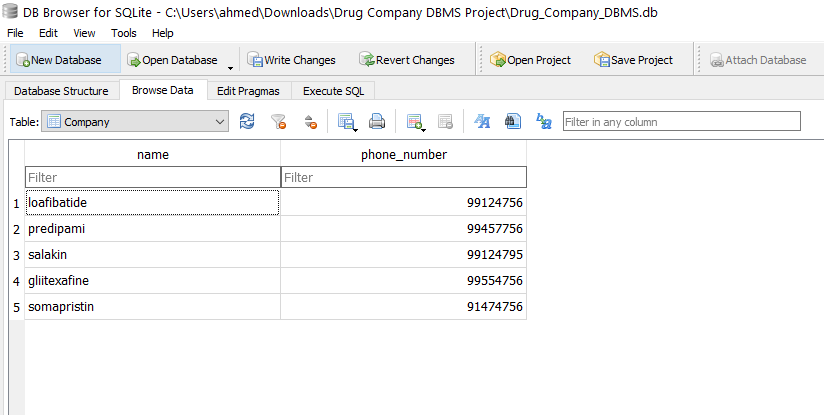 DB Browser for SQLite - C:\Users\ahmed\Downloads\Drug Company DBMS Project\Drug_Company_DBMS.db
File Edit View Tools Help
New Database Open Database Write Changes Revert Changes Open Project Save Project Attach Database
Database Structure Browse Data Edit Pragmas Execute SQL
Table: Company Filter in any column
name phone_number
Filter Filter
1 loafibatide 99124756
2 predipami 99457756
3 salakin 99124795
4 gliitexafine 99554756
5 somapristin 91474756